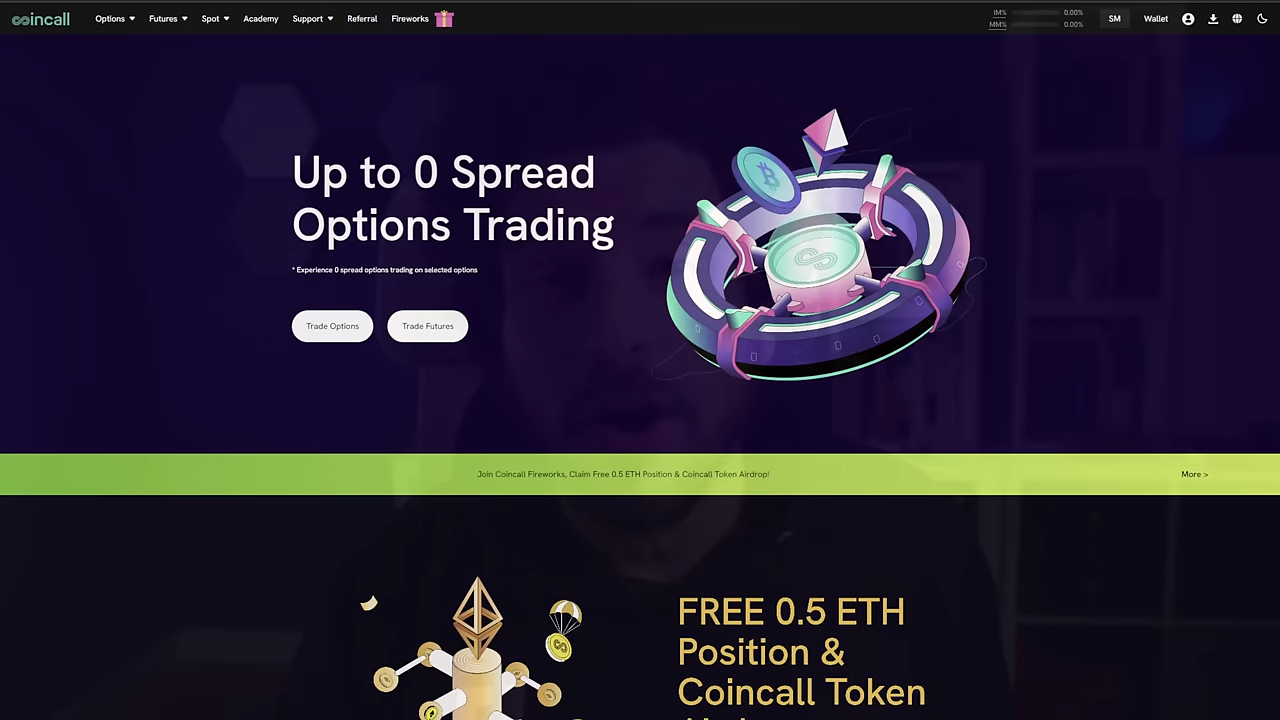 coincall
Options
Futures
Spot
Academy
Support
Referral
Fireworks
IM% 0.00%
MM% 0.00%
SM
Wallet
Up to 0 Spread
Options Trading
* Experience 0 spread options trading on selected options
Trade Options
Trade Futures
Join Coincall Fireworks, Claim Free 0.5 ETH Position & Coincall Token Airdrop!
More >
FREE 0.5 ETH
Position &
Coincall Token